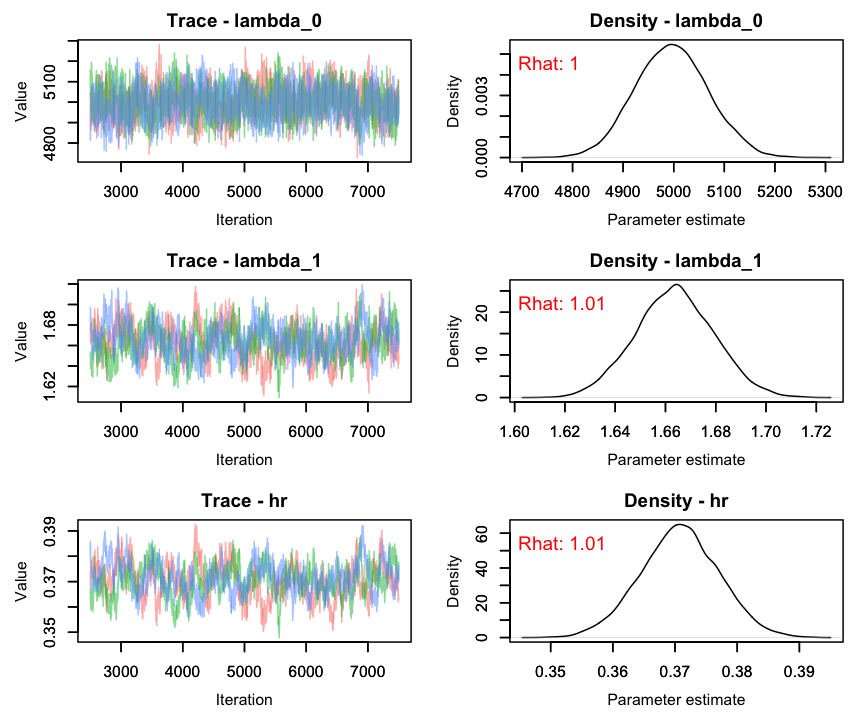 Trace - lambda_0
Value
4800 5100
3000 4000 5000 6000 7000
Iteration
Density - lambda_0
Density
0.000 0.003
Rhat: 1
4700 4800 4900 5000 5100 5200 5300
Parameter estimate
Trace - lambda_1
Value
1.62 1.68
3000 4000 5000 6000 7000
Iteration
Density - lambda_1
Density
0 10 20
Rhat: 1.01
1.60 1.62 1.64 1.66 1.68 1.70 1.72
Parameter estimate
Trace - hr
Value
0.35 0.37 0.39
3000 4000 5000 6000 7000
Iteration
Density - hr
Density
0 20 40 60
Rhat: 1.01
0.35 0.36 0.37 0.38 0.39
Parameter estimate